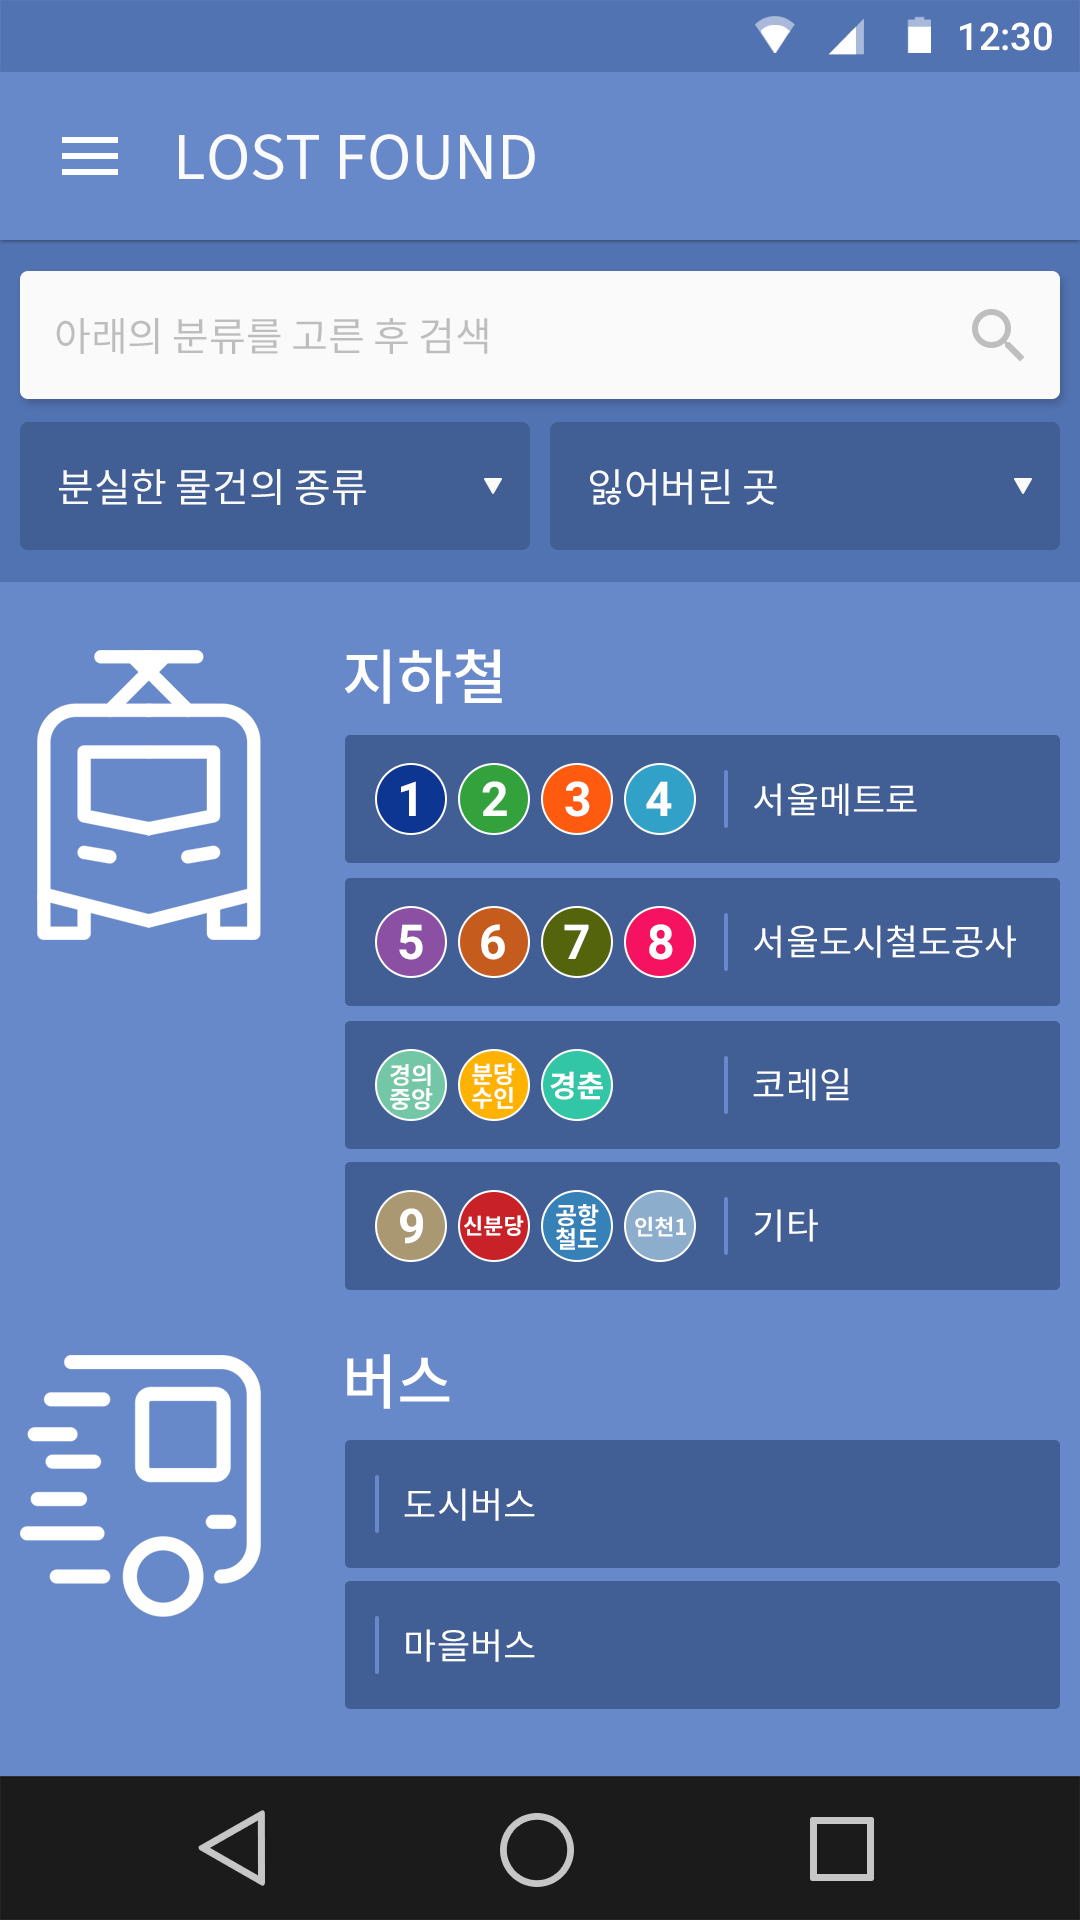 12:30
LOST FOUND
아래의 분류를 고른 후 검색
분실한 물건의 종류
잃어버린 곳
지하철
1 2 3 4 서울메트로
5 6 7 8 서울도시철도공사
경의
중앙
분당
수인
경춘
코레일
9
신분당
공항
철도
인천1
기타
버스
도시버스
마을버스